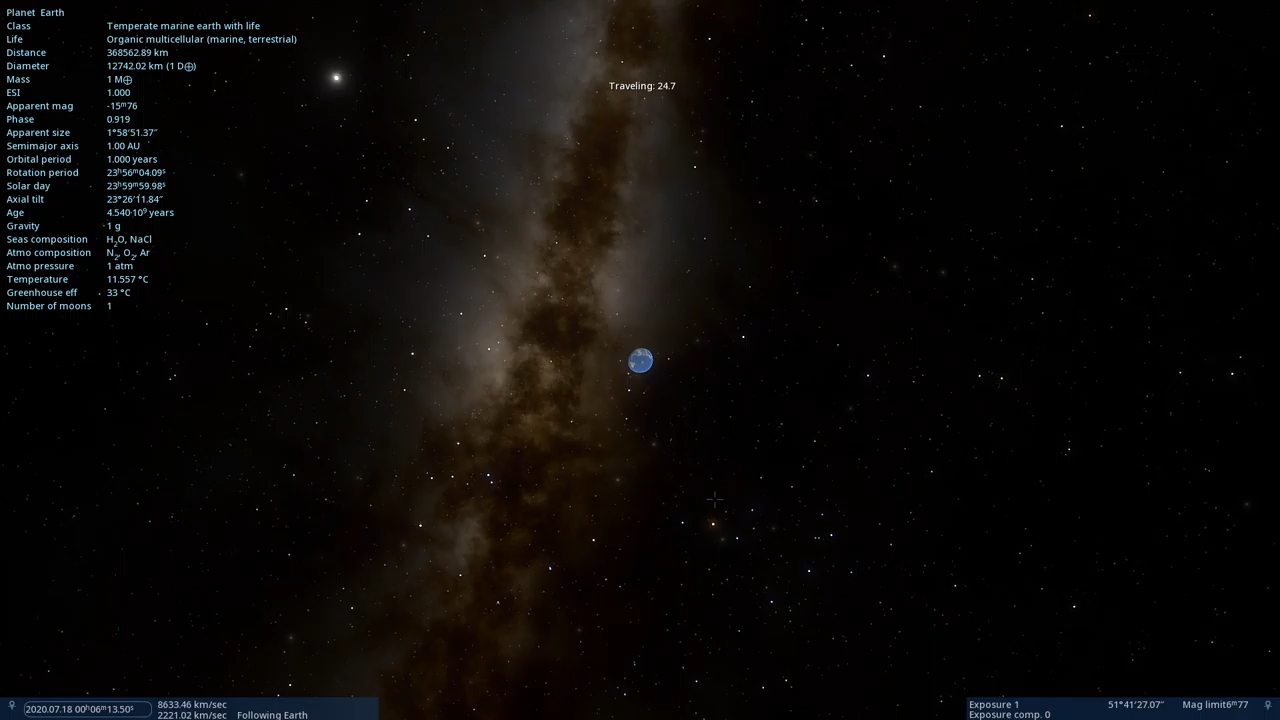 Planet Earth
Class Temperate marine earth with life
Life Organic multicellular (marine, terrestrial)
Distance 368562.89 km
Diameter 12742.02 km (1 D⊕)
Mass 1 M⊕
ESI 1.000
Apparent mag -15ᵐ76
Phase 0.919
Apparent size 1°58′51.37″
Semimajor axis 1.00 AU
Orbital period 1.000 years
Rotation period 23ʰ56ᵐ04.09ˢ
Solar day 23ʰ59ᵐ59.98ˢ
Axial tilt 23°26′11.84″
Age 4.540·10⁹ years
Gravity 1 g
Seas composition H₂O, NaCl
Atmo composition N₂, O₂, Ar
Atmo pressure 1 atm
Temperature 11.557 °C
Greenhouse eff 33 °C
Number of moons 1
Traveling: 24.7
2020.07.18 00ʰ06ᵐ13.50ˢ
8633.46 km/sec
2221.02 km/sec Following Earth
Exposure 1 51°41′27.07″ Mag limit6ᵐ77
Exposure comp. 0